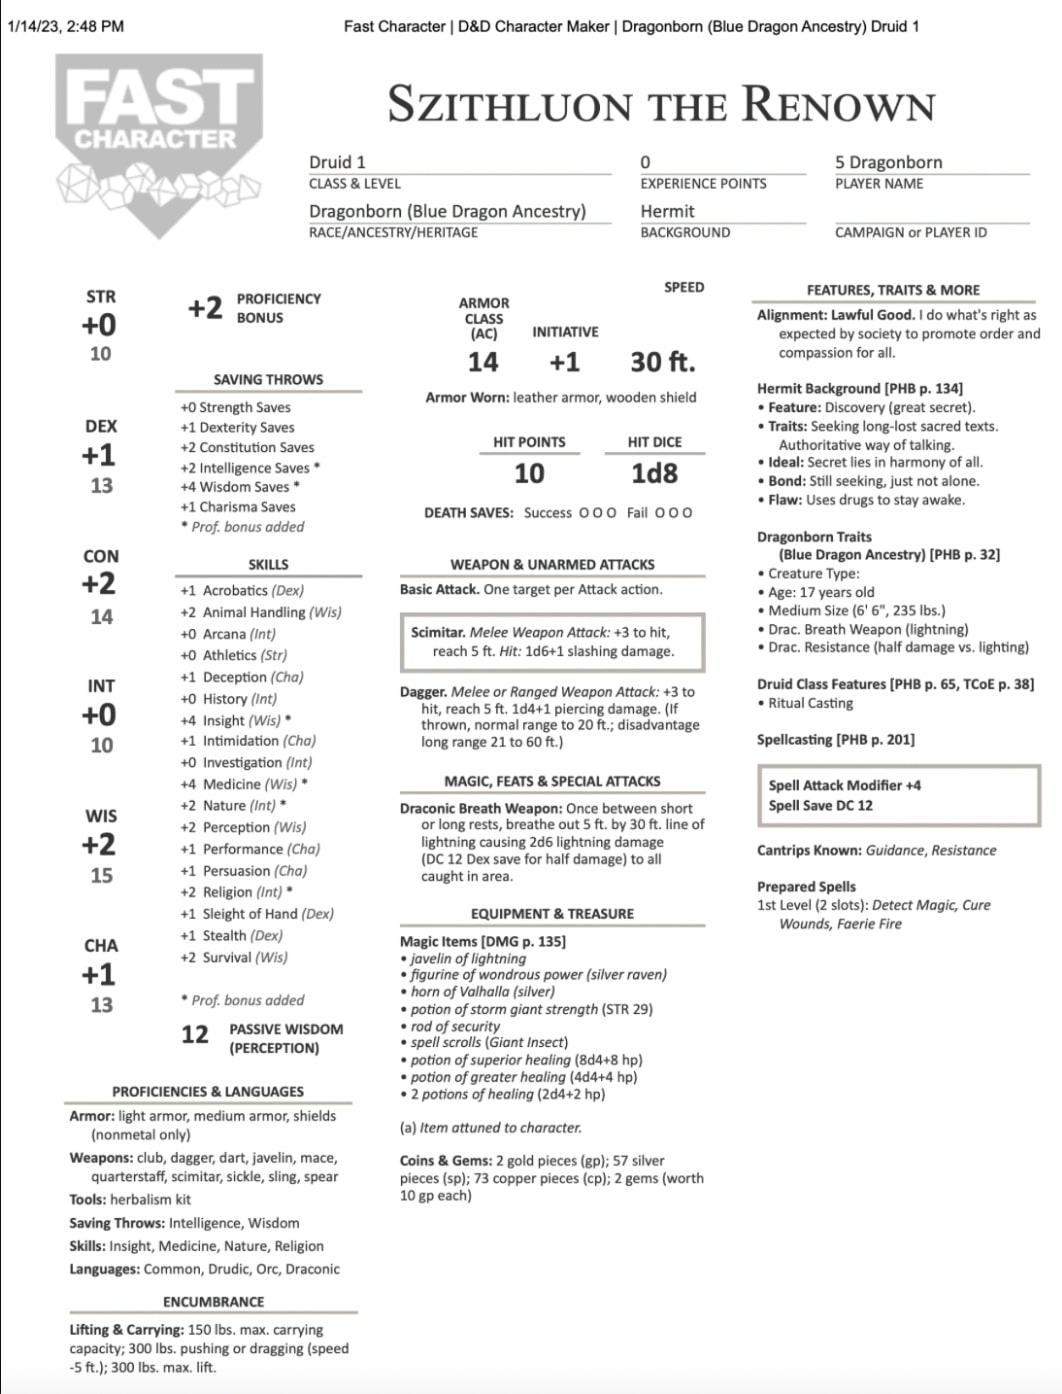 1/14/23, 2:48 PM
Fast Character | D&D Character Maker | Dragonborn (Blue Dragon Ancestry) Druid 1
FAST
CHARACTER
SZITHLUON THE RENOWN
Druid 1
CLASS & LEVEL
0
EXPERIENCE POINTS
5 Dragonborn
PLAYER NAME
Dragonborn (Blue Dragon Ancestry)
RACE/ANCESTRY/HERITAGE
Hermit
BACKGROUND
CAMPAIGN or PLAYER ID
STR
+0
10
DEX
+1
13
CON
+2
14
INT
+0
10
WIS
+2
15
CHA
+1
13
+2 PROFICIENCY
BONUS
SAVING THROWS
+0 Strength Saves
+1 Dexterity Saves
+2 Constitution Saves
+2 Intelligence Saves *
+4 Wisdom Saves *
+1 Charisma Saves
* Prof. bonus added
SKILLS
+1 Acrobatics (Dex)
+2 Animal Handling (Wis)
+0 Arcana (Int)
+0 Athletics (Str)
+1 Deception (Cha)
+0 History (Int)
+4 Insight (Wis) *
+1 Intimidation (Cha)
+0 Investigation (Int)
+4 Medicine (Wis) *
+2 Nature (Int) *
+2 Perception (Wis)
+1 Performance (Cha)
+1 Persuasion (Cha)
+2 Religion (Int) *
+1 Sleight of Hand (Dex)
+1 Stealth (Dex)
+2 Survival (Wis)
* Prof. bonus added
12 PASSIVE WISDOM
(PERCEPTION)
PROFICIENCIES & LANGUAGES
Armor: light armor, medium armor, shields
(nonmetal only)
Weapons: club, dagger, dart, javelin, mace,
quarterstaff, scimitar, sickle, sling, spear
Tools: herbalism kit
Saving Throws: Intelligence, Wisdom
Skills: Insight, Medicine, Nature, Religion
Languages: Common, Drudic, Orc, Draconic
ENCUMBRANCE
Lifting & Carrying: 150 lbs. max. carrying
capacity; 300 lbs. pushing or dragging (speed
-5 ft.); 300 lbs. max. lift.
ARMOR
CLASS
(AC)
14
INITIATIVE
+1
SPEED
30 ft.
Armor Worn: leather armor, wooden shield
HIT POINTS
10
HIT DICE
1d8
DEATH SAVES: Success O O O Fail O O O
WEAPON & UNARMED ATTACKS
Basic Attack. One target per Attack action.
Scimitar. Melee Weapon Attack: +3 to hit,
reach 5 ft. Hit: 1d6+1 slashing damage.
Dagger. Melee or Ranged Weapon Attack: +3 to
hit, reach 5 ft. 1d4+1 piercing damage. (If
thrown, normal range to 20 ft.; disadvantage
long range 21 to 60 ft.)
MAGIC, FEATS & SPECIAL ATTACKS
Draconic Breath Weapon: Once between short
or long rests, breathe out 5 ft. by 30 ft. line of
lightning causing 2d6 lightning damage
(DC 12 Dex save for half damage) to all
caught in area.
EQUIPMENT & TREASURE
Magic Items [DMG p. 135]
• javelin of lightning
• figurine of wondrous power (silver raven)
• horn of Valhalla (silver)
• potion of storm giant strength (STR 29)
• rod of security
• spell scrolls (Giant Insect)
• potion of superior healing (8d4+8 hp)
• potion of greater healing (4d4+4 hp)
• 2 potions of healing (2d4+2 hp)
(a) Item attuned to character.
Coins & Gems: 2 gold pieces (gp); 57 silver
pieces (sp); 73 copper pieces (cp); 2 gems (worth
10 gp each)
FEATURES, TRAITS & MORE
Alignment: Lawful Good. I do what's right as
expected by society to promote order and
compassion for all.
Hermit Background [PHB p. 134]
• Feature: Discovery (great secret).
• Traits: Seeking long-lost sacred texts.
Authoritative way of talking.
• Ideal: Secret lies in harmony of all.
• Bond: Still seeking, just not alone.
• Flaw: Uses drugs to stay awake.
Dragonborn Traits
(Blue Dragon Ancestry) [PHB p. 32]
• Creature Type:
• Age: 17 years old
• Medium Size (6' 6", 235 lbs.)
• Drac. Breath Weapon (lightning)
• Drac. Resistance (half damage vs. lighting)
Druid Class Features [PHB p. 65, TCoE p. 38]
• Ritual Casting
Spellcasting [PHB p. 201]
Spell Attack Modifier +4
Spell Save DC 12
Cantrips Known: Guidance, Resistance
Prepared Spells
1st Level (2 slots): Detect Magic, Cure
Wounds, Faerie Fire